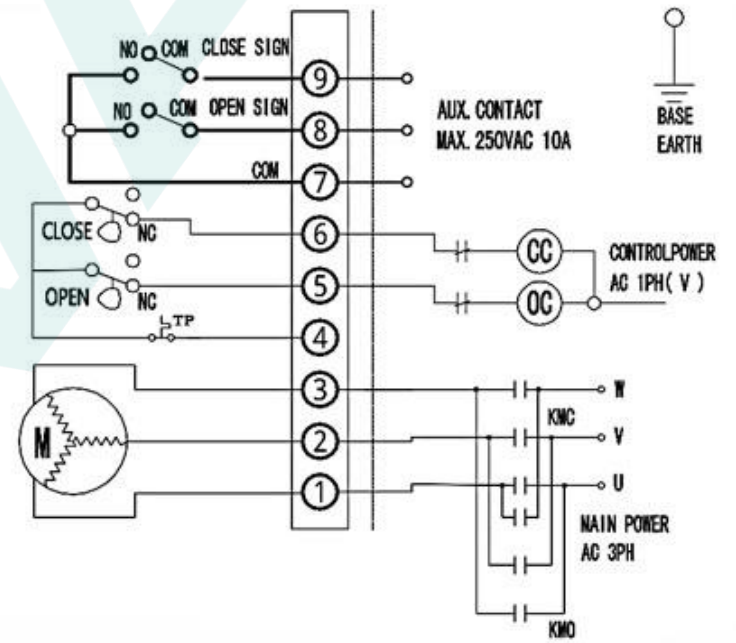 NO COM CLOSE SIGN
9
NO COM OPEN SIGN
8
AUX. CONTACT
MAX. 250VAC 10A
BASE
EARTH
COM
7
CLOSE NC
6
CC
CONTROLPOWER
AC 1PH( V )
OPEN NC
5
OC
TP
4
3
W
KMC
M
2
V
1
U
MAIN POWER
AC 3PH
KMO